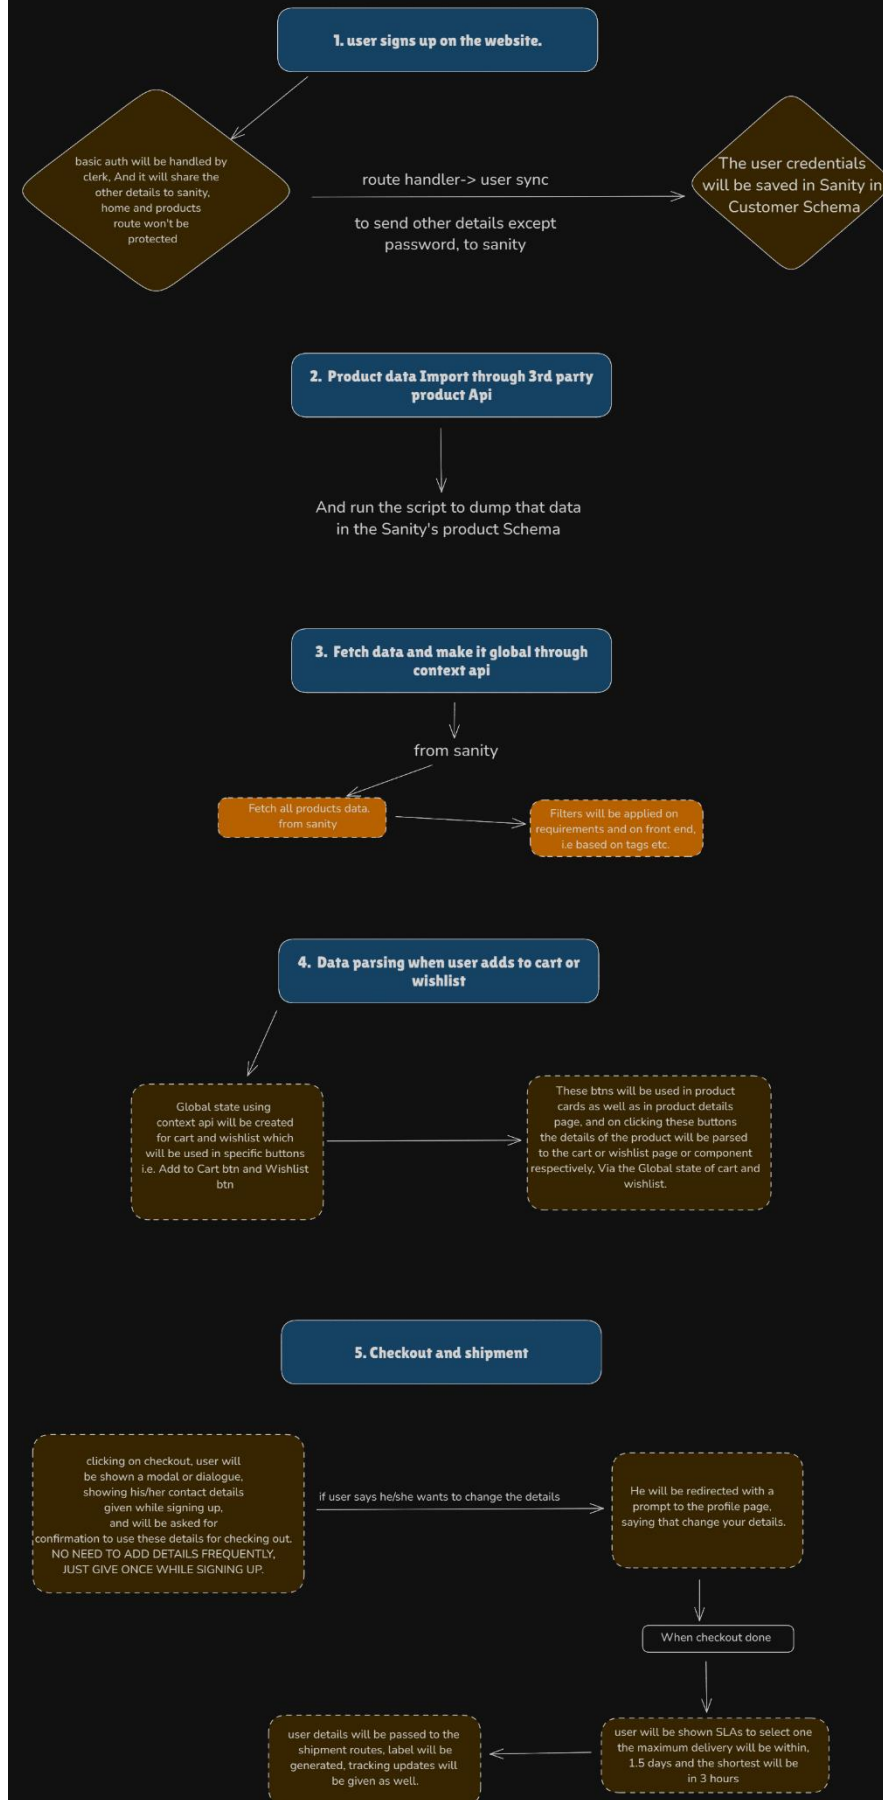 1. user signs up on the website.
basic auth will be handled by
clerk, And it will share the
other details to sanity,
home and products
route won't be
protected
route handler-> user sync
to send other details except
password, to sanity
The user credentials
will be saved in Sanity in
Customer Schema
2. Product data Import through 3rd party
product Api
And run the script to dump that data
in the Sanity's product Schema
3. Fetch data and make it global through
context api
from sanity
Fetch all products data.
from sanity
Filters will be applied on
requirements and on front end,
i.e based on tags etc.
4. Data parsing when user adds to cart or
wishlist
Global state using
context api will be created
for cart and wishlist which
will be used in specific buttons
i.e. Add to Cart btn and Wishlist
btn
These btns will be used in product
cards as well as in product details
page, and on clicking these buttons
the details of the product will be parsed
to the cart or wishlist page or component
respectively, Via the Global state of cart and
wishlist.
5. Checkout and shipment
clicking on checkout, user will
be shown a modal or dialogue,
showing his/her contact details
given while signing up,
and will be asked for
confirmation to use these details for checking out.
NO NEED TO ADD DETAILS FREQUENTLY,
JUST GIVE ONCE WHILE SIGNING UP.
if user says he/she wants to change the details
He will be redirected with a
prompt to the profile page,
saying that change your details.
When checkout done
user will be shown SLAs to select one
the maximum delivery will be within,
1.5 days and the shortest will be
in 3 hours
user details will be passed to the
shipment routes, label will be
generated, tracking updates will
be given as well.